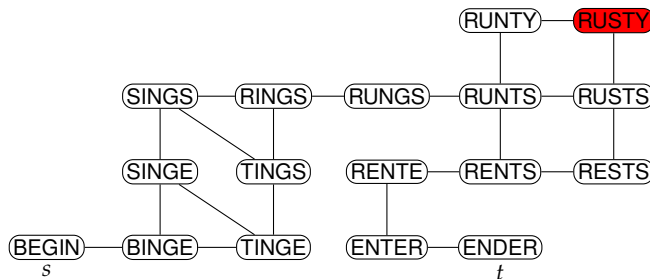 RUNTY RUSTY
SINGS RINGS RUNGS RUNTS RUSTS
SINGE TINGS RENTE RENTS RESTS
BEGIN BINGE TINGE ENTER ENDER
s t